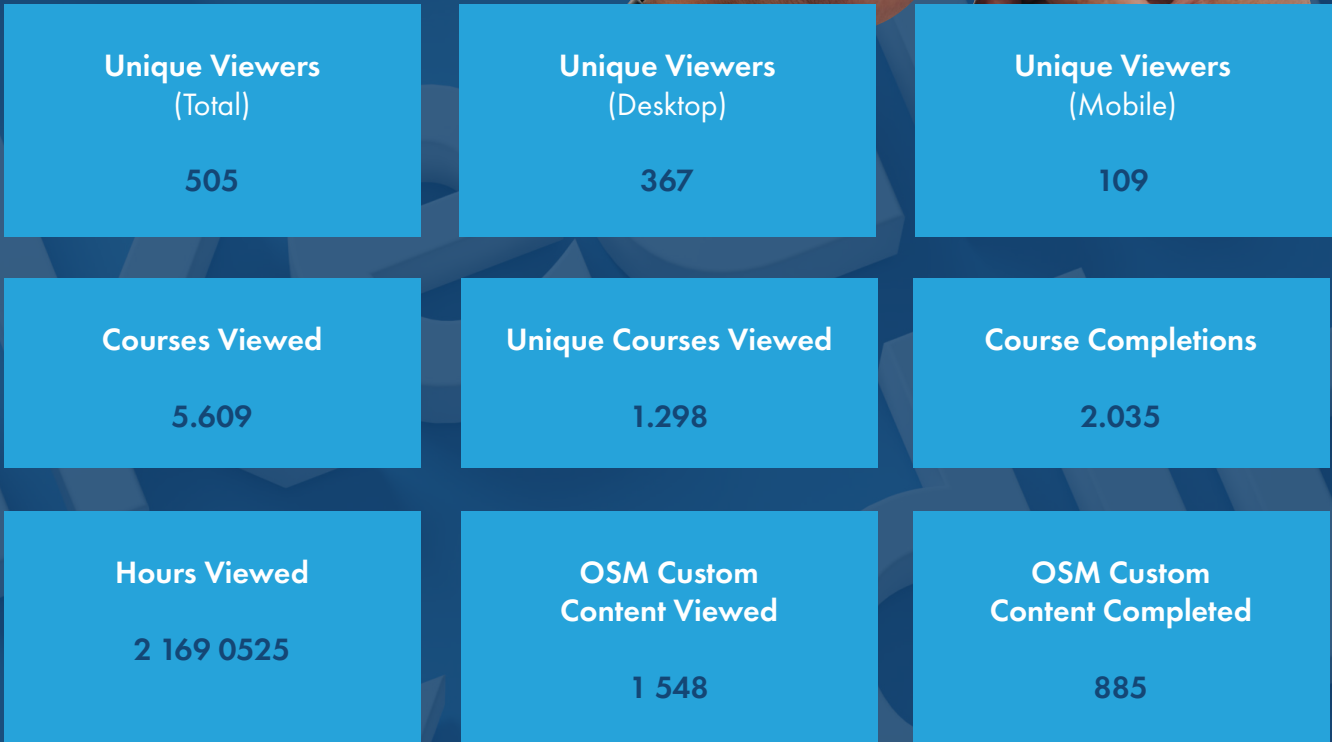 Unique Viewers
(Total)
505
Unique Viewers
(Desktop)
367
Unique Viewers
(Mobile)
109
Courses Viewed
5.609
Unique Courses Viewed
1.298
Course Completions
2.035
Hours Viewed
2 169 0525
OSM Custom
Content Viewed
1 548
OSM Custom
Content Completed
885